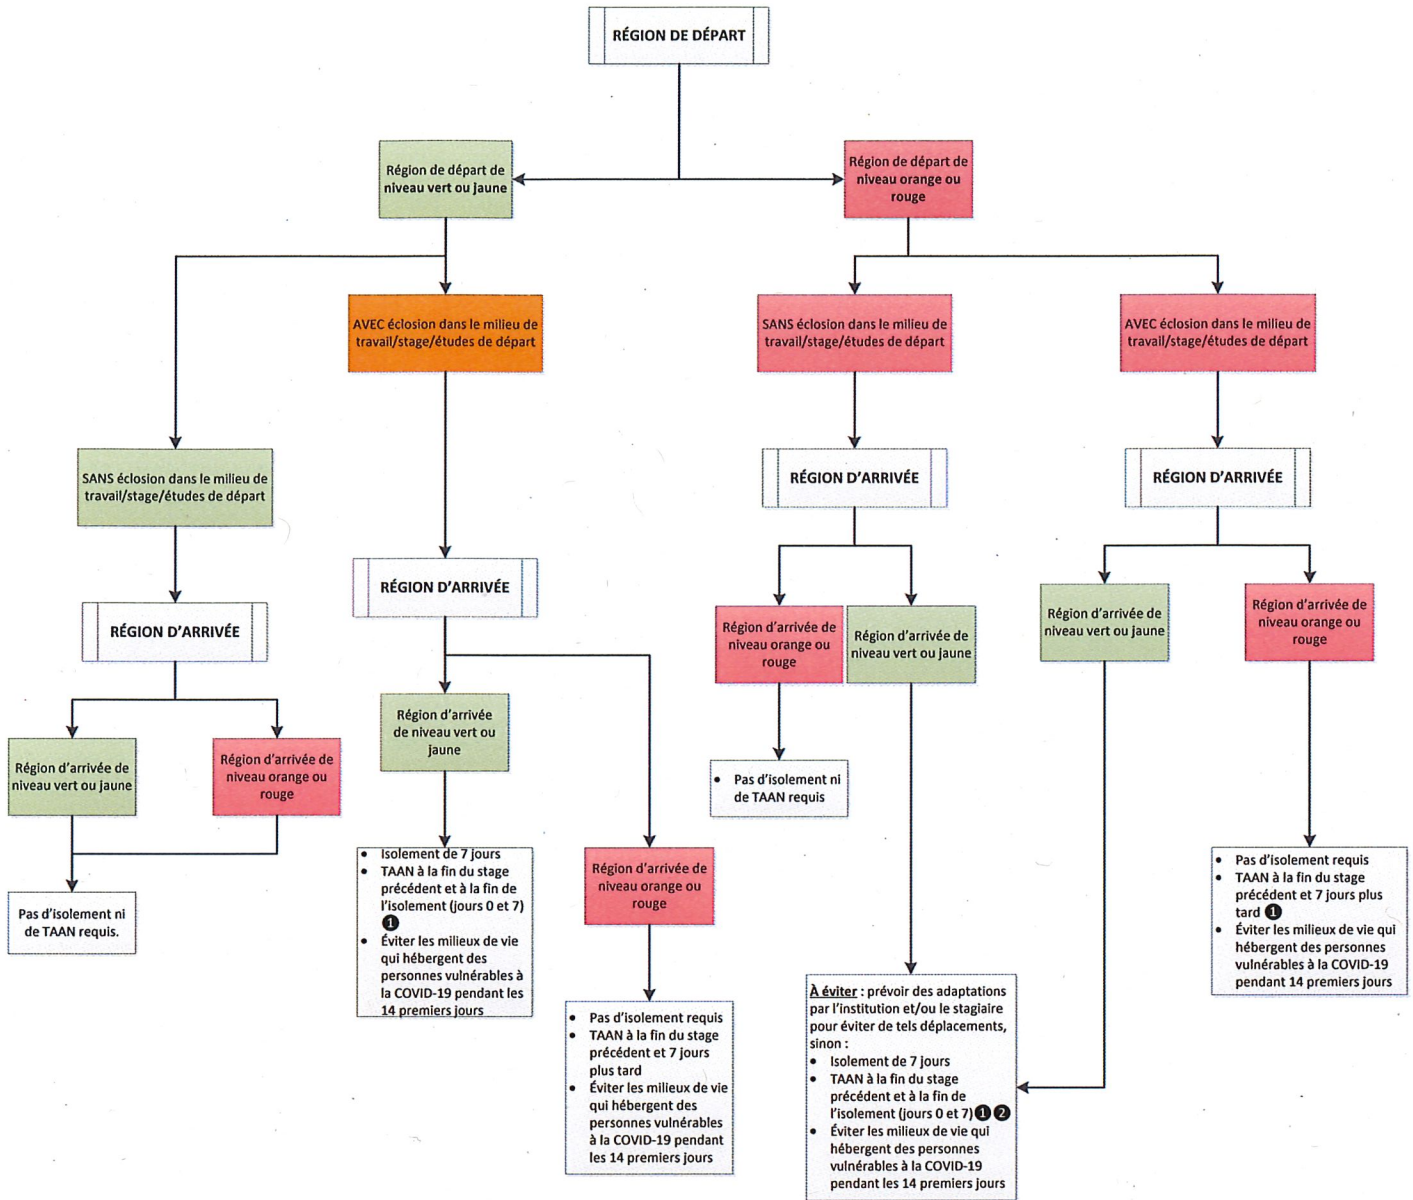 RÉGION DE DÉPART
Région de départ de
niveau vert ou jaune
Région de départ de
niveau orange ou
rouge
AVEC éclosion dans le milieu de
travail/stage/études de départ
SANS éclosion dans le milieu de
travail/stage/études de départ
AVEC éclosion dans le milieu de
travail/stage/études de départ
SANS éclosion dans le milieu de
travail/stage/études de départ
RÉGION D'ARRIVÉE
RÉGION D'ARRIVÉE
RÉGION D'ARRIVÉE
RÉGION D'ARRIVÉE
Région d'arrivée de
niveau vert ou jaune
Région d'arrivée de
niveau orange ou
rouge
Pas d'isolement ni
de TAAN requis.
Région d'arrivée
de niveau vert ou
jaune
• Isolement de 7 jours
• TAAN à la fin du stage
précédent et à la fin de
l'isolement (jours 0 et 7)
❶
• Éviter les milieux de vie
qui hébergent des
personnes vulnérables à
la COVID-19 pendant les
14 premiers jours
Région d'arrivée de
niveau orange ou
rouge
• Pas d'isolement requis
• TAAN à la fin du stage
précédent et 7 jours
plus tard
• Éviter les milieux de vie
qui hébergent des
personnes vulnérables
à la COVID-19 pendant
les 14 premiers jours
Région d'arrivée de
niveau orange ou
rouge
• Pas d'isolement ni
de TAAN requis
Région d'arrivée de
niveau vert ou jaune
À éviter : prévoir des adaptations
par l'institution et/ou le stagiaire
pour éviter de tels déplacements,
sinon :
• Isolement de 7 jours
• TAAN à la fin du stage
précédent et à la fin de
l'isolement (jours 0 et 7) ❶ ❷
• Éviter les milieux de vie qui
hébergent des personnes
vulnérables à la COVID-19
pendant les 14 premiers jours
Région d'arrivée de
niveau vert ou jaune
Région d'arrivée de
niveau orange ou
rouge
• Pas d'isolement requis
• TAAN à la fin du stage
précédent et 7 jours plus
tard ❶
• Éviter les milieux de vie qui
hébergent des personnes
vulnérables à la COVID-19
pendant 14 premiers jours